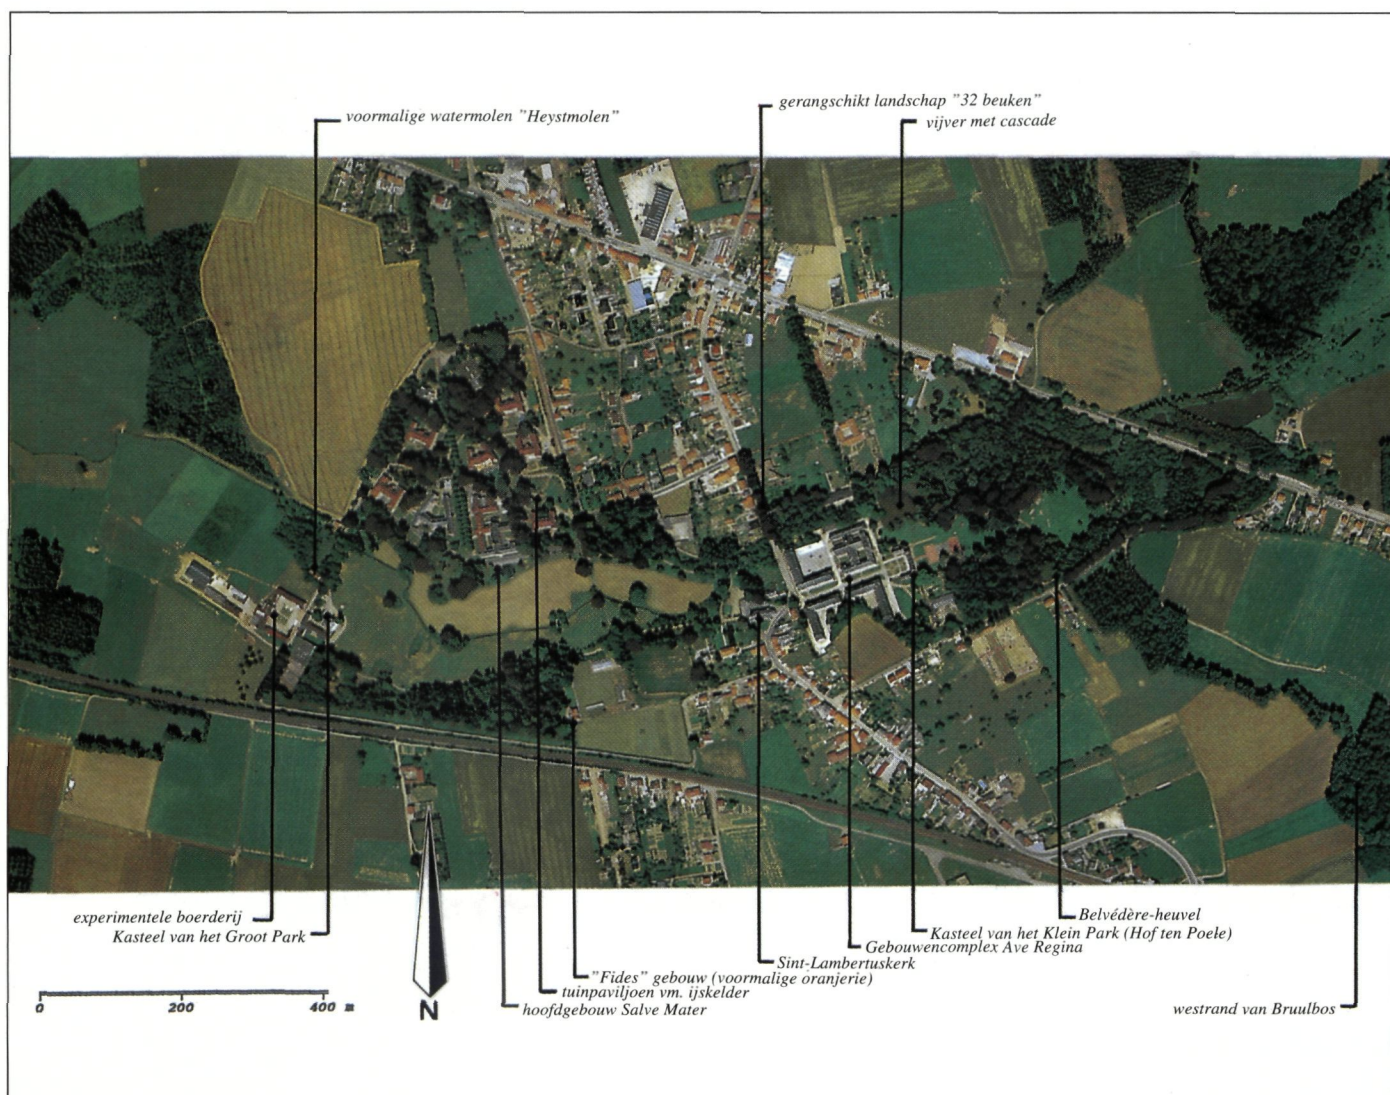 gerangschikt landschap "32 beuken"
voormalige watermolen "Heystmolen"
vijver met cascade
experimentele boerderij
Kasteel van het Groot Park
Belvédère-heuvel
Kasteel van het Klein Park (Hof ten Poele)
Gebouwencomplex Ave Regina
Sint-Lambertuskerk
"Fides" gebouw (voormalige oranjerie)
tuinpaviljoen vm. ijskelder
hoofdgebouw Salve Mater
westrand van Bruulbos
0 200 400 m
N